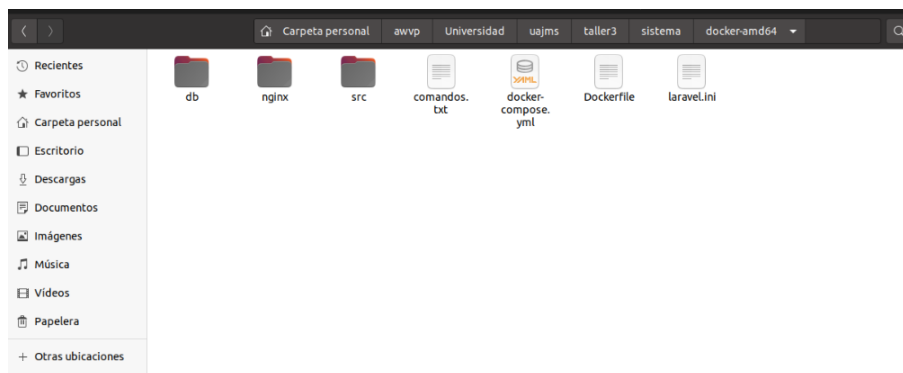 Carpeta personal awvp Universidad uajms taller3 sistema docker-amd64
Recientes
Favoritos
Carpeta personal
Escritorio
Descargas
Documentos
Imágenes
Música
Vídeos
Papelera
+ Otras ubicaciones
db nginx src comandos. docker- Dockerfile laravel.ini
txt compose.
yml
YAML